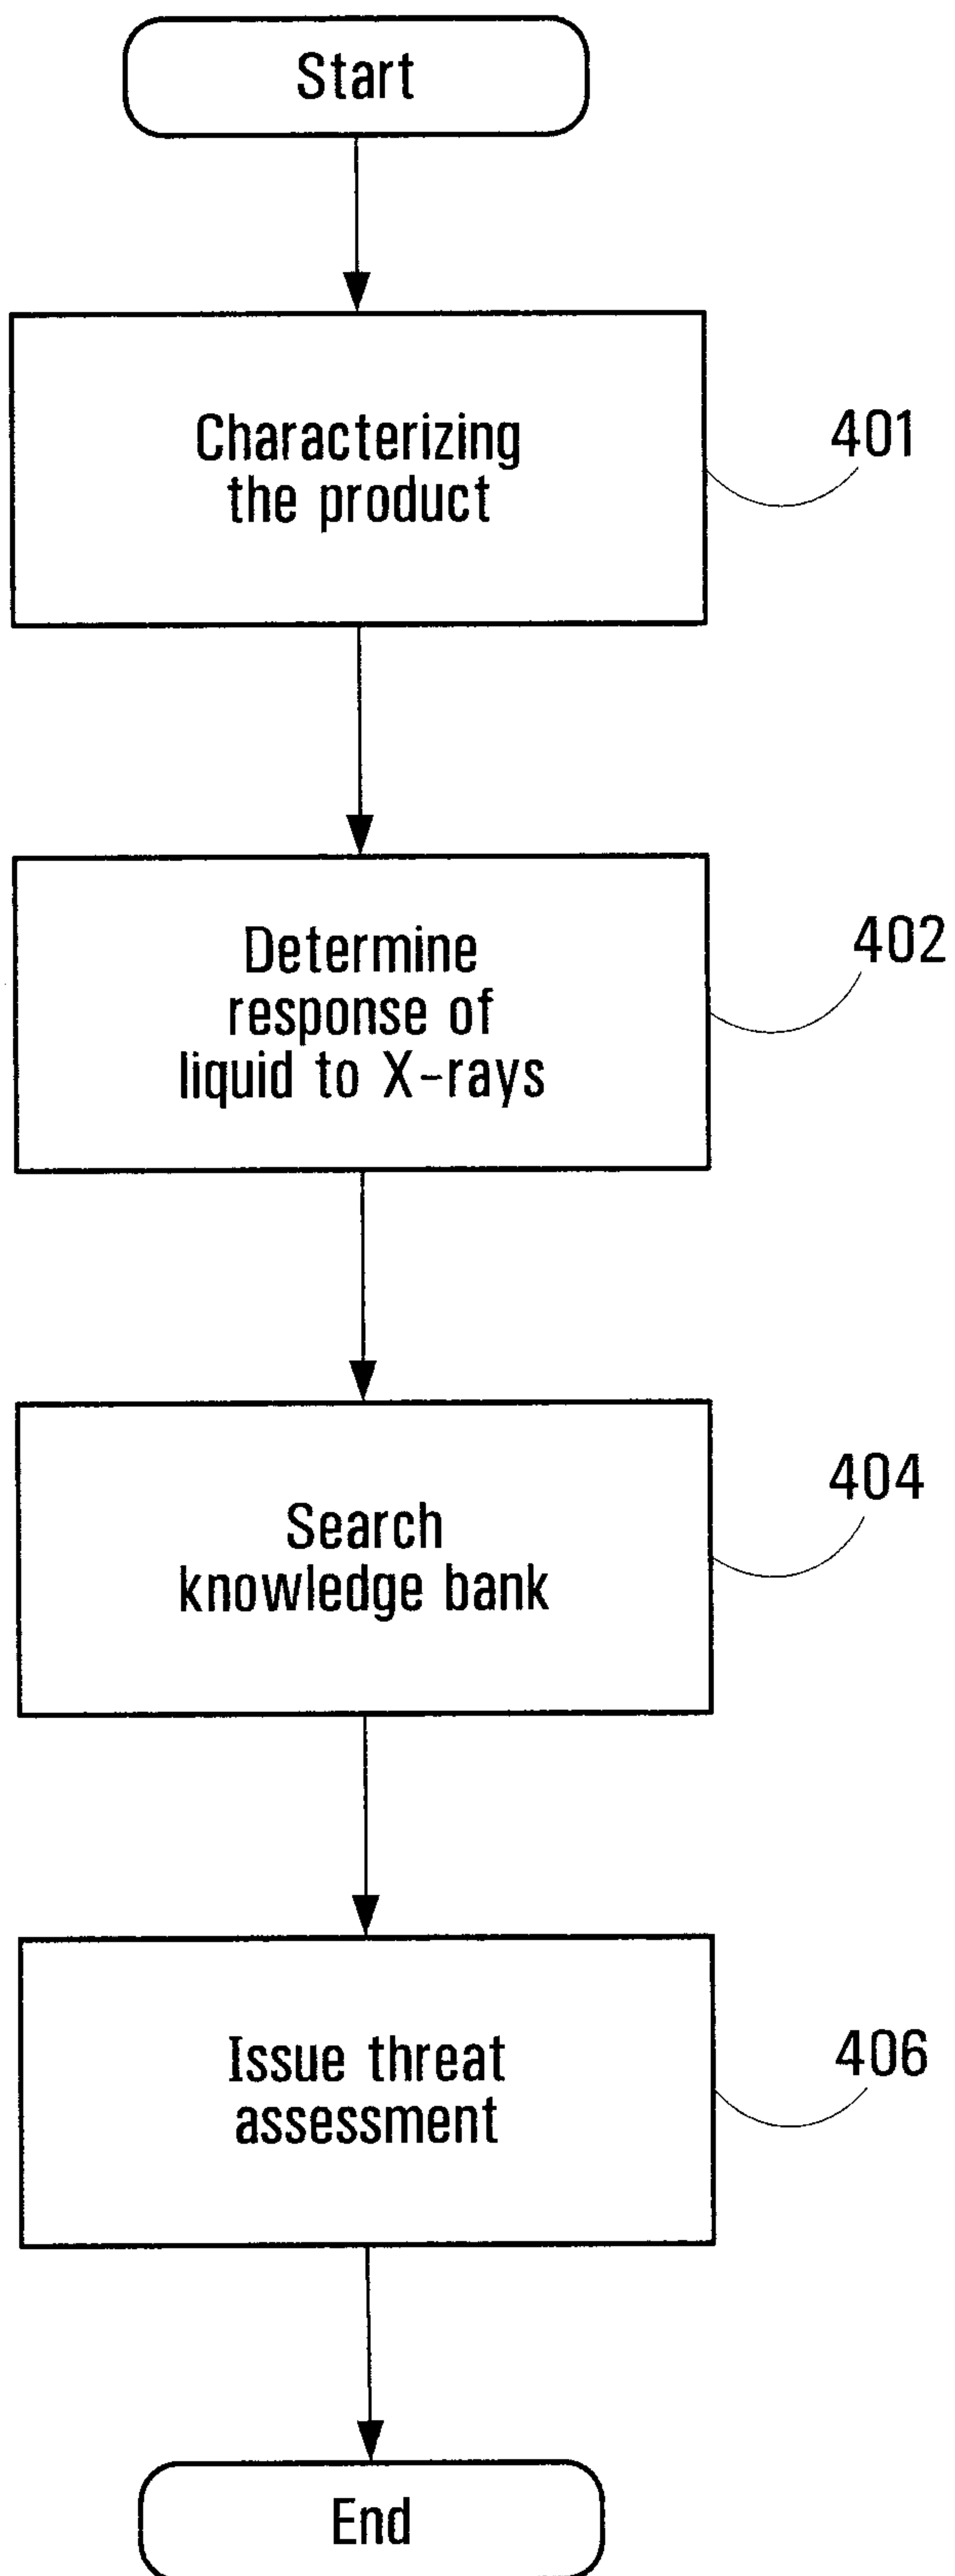 Start
Characterizing
the product
401
Determine
response of
liquid to X-rays
402
Search
knowledge bank
404
Issue threat
assessment
406
End